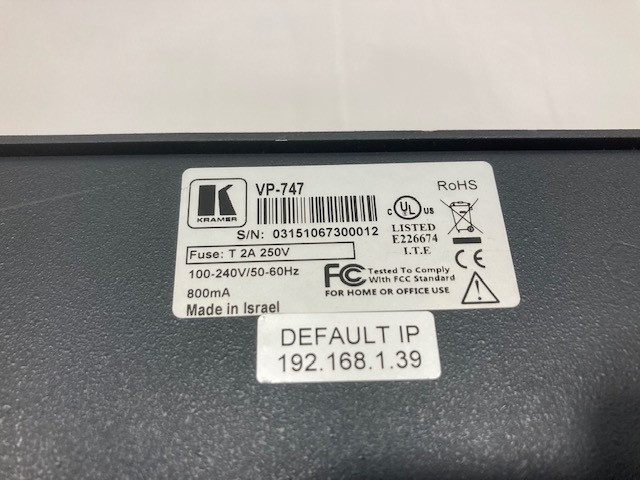 VP-747
RoHS
KRAMER
S/N: 03151067300012
c UL US
LISTED
E226674
I.T.E
Fuse: T 2A 250V
100-240V/50-60Hz
800mA
Made in Israel
FC Tested To Comply
With FCC Standard
FOR HOME OR OFFICE USE
CE
DEFAULT IP
192.168.1.39